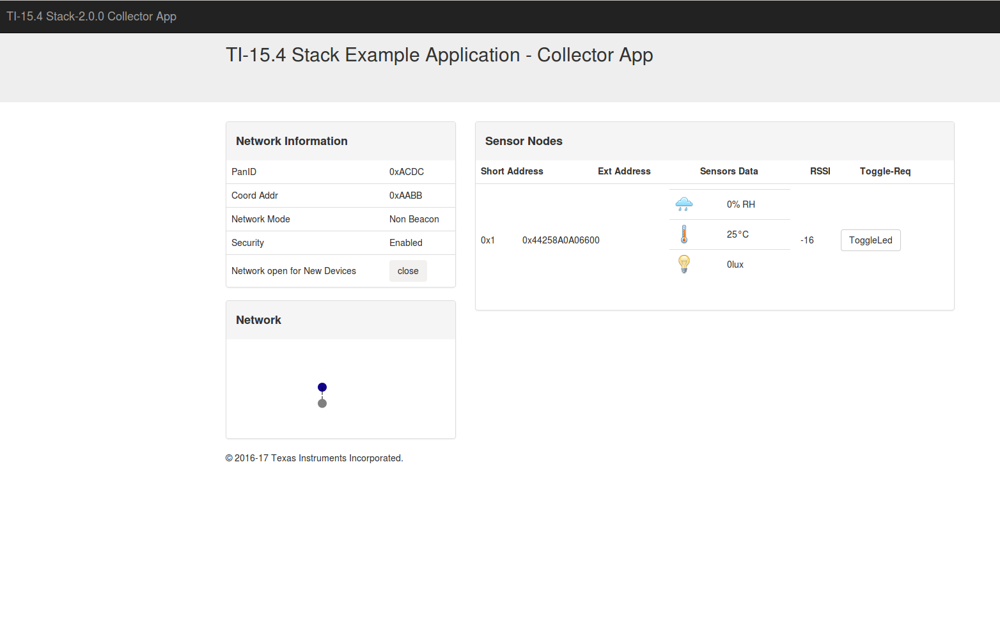 TI-15.4 Stack-2.0.0 Collector App
TI-15.4 Stack Example Application - Collector App
Network Information
PanID 0xACDC
Coord Addr 0xAABB
Network Mode Non Beacon
Security Enabled
Network open for New Devices close
Network
Sensor Nodes
Short Address Ext Address Sensors Data RSSI Toggle-Req
0% RH
25°C
0x1 0x44258A0A06600 -16 ToggleLed
0lux
© 2016-17 Texas Instruments Incorporated.